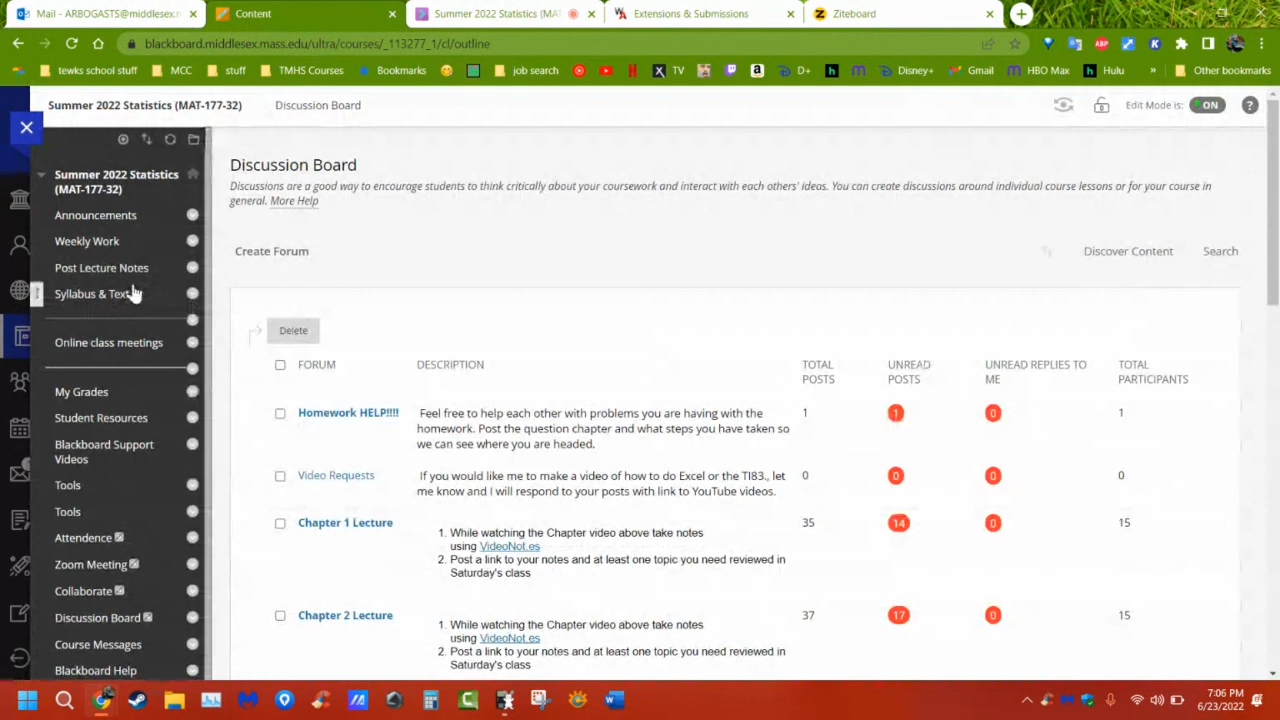 Mail - ARBOGASTS@middlesex.m
Content
Summer 2022 Statistics (MAT-
Extensions & Submissions
Ziteboard
blackboard.middlesex.mass.edu/ultra/courses/_113277_1/cl/outline
tewks school stuff
MCC
stuff
TMHS Courses
Bookmarks
job search
TV
D+
Disney+
Gmail
HBO Max
Hulu
»
Other bookmarks
Summer 2022 Statistics (MAT-177-32)
Discussion Board
Edit Mode is:
ON
?
Summer 2022 Statistics
(MAT-177-32)
Announcements
Weekly Work
Post Lecture Notes
Syllabus & Text
Online class meetings
My Grades
Student Resources
Blackboard Support
Videos
Tools
Tools
Attendence
Zoom Meeting
Collaborate
Discussion Board
Course Messages
Blackboard Help
Discussion Board
Discussions are a good way to encourage students to think critically about your coursework and interact with each others' ideas. You can create discussions around individual course lessons or for your course in
general. More Help
Create Forum
Discover Content
Search
Delete
FORUM
DESCRIPTION
TOTAL
POSTS
UNREAD
POSTS
UNREAD REPLIES TO
ME
TOTAL
PARTICIPANTS
Homework HELP!!!!
Feel free to help each other with problems you are having with the
homework. Post the question chapter and what steps you have taken so
we can see where you are headed.
1
1
0
1
Video Requests
If you would like me to make a video of how to do Excel or the TI83., let
me know and I will respond to your posts with link to YouTube videos.
0
0
0
0
Chapter 1 Lecture
1. While watching the Chapter video above take notes
using VideoNot.es
2. Post a link to your notes and at least one topic you need reviewed in
Saturday's class
35
14
0
15
Chapter 2 Lecture
1. While watching the Chapter video above take notes
using VideoNot.es
2. Post a link to your notes and at least one topic you need reviewed in
Saturday's class
37
17
0
15
7:06 PM
6/23/2022